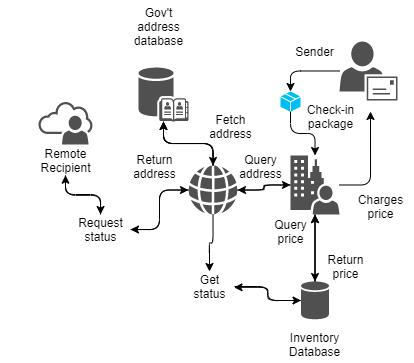 Gov't
address
database
Sender
Check-in
package
Fetch
address
Remote
Recipient
Return
address
Query
address
Charges
price
Request
status
Query
price
Return
price
Get
status
Inventory
Database